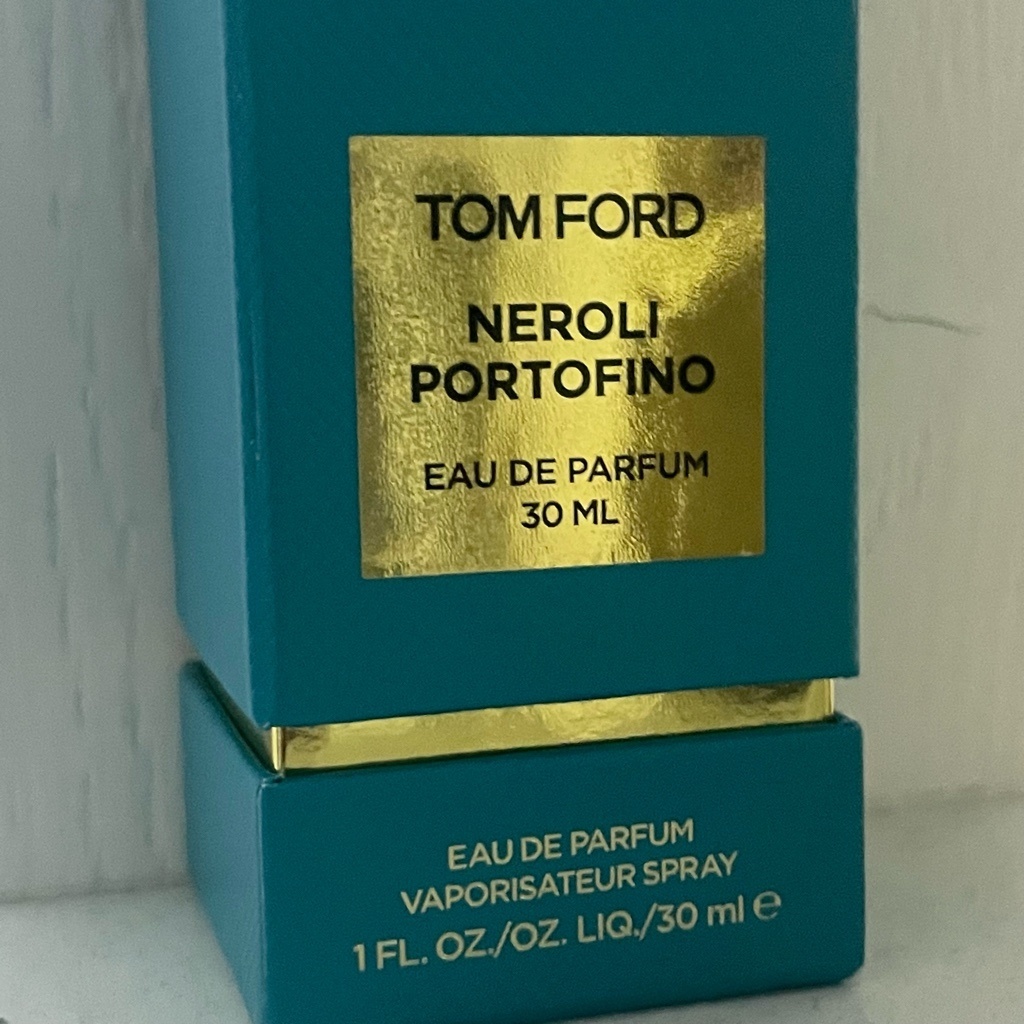 TOM FORD
NEROLI
PORTOFINO
EAU DE PARFUM
30 ML
EAU DE PARFUM
VAPORISATEUR SPRAY
1 FL. OZ./OZ. LIQ./30 ml ℮